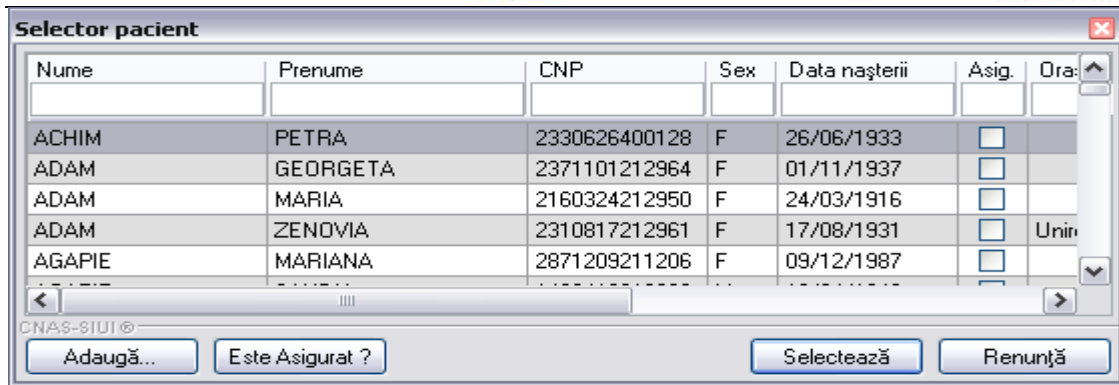 Selector pacient
Nume Prenume CNP Sex Data naşterii Asig.
ACHIM PETRA 2330626400128 F 26/06/1933
ADAM GEORGETA 2371101212964 F 01/11/1937
ADAM MARIA 2160324212950 F 24/03/1916
ADAM ZENOVIA 2310817212961 F 17/08/1931
AGAPIE MARIANA 2871209211206 F 09/12/1987
CNAS-SIUI®
Adaugă... Este Asigurat ? Selectează Renunţă